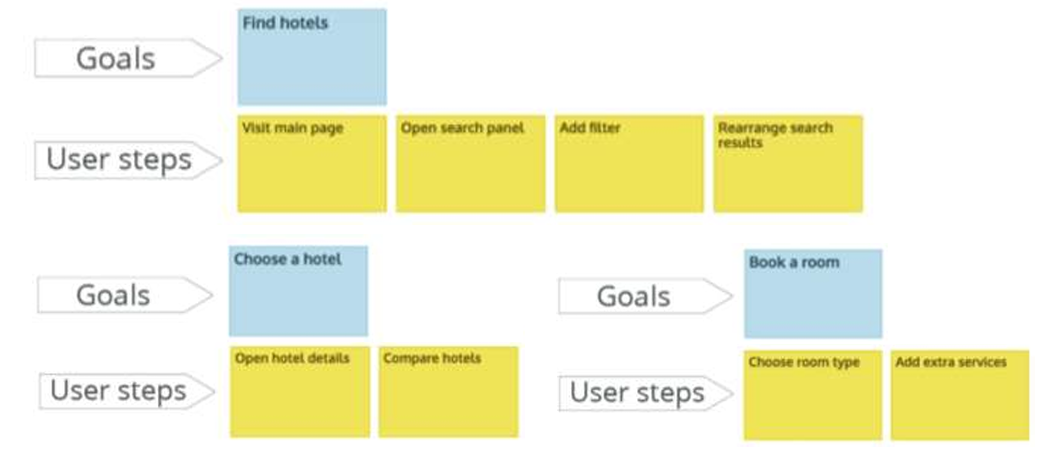 Goals
Find hotels
User steps
Visit main page
Open search panel
Add filter
Rearrange search
results
Goals
Choose a hotel
User steps
Open hotel details
Compare hotels
Goals
Book a room
User steps
Choose room type
Add extra services